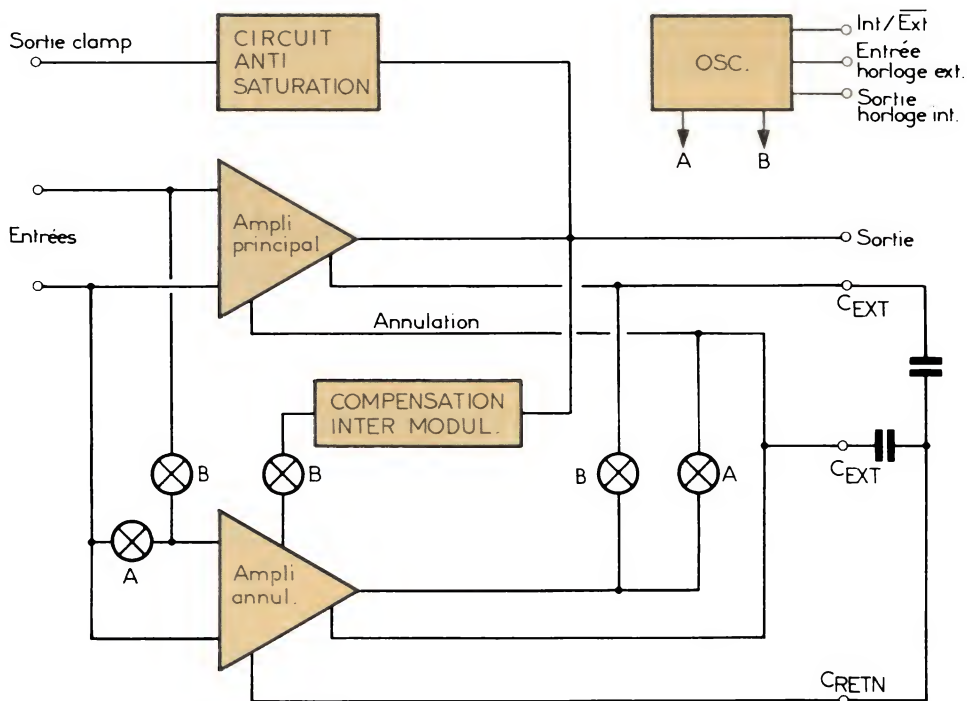 Sortie clamp
CIRCUIT
ANTI
SATURATION
OSC.
Int/Ext
Entrée
horloge ext.
Sortie
horloge int.
A
B
Entrées
Ampli
principal
Sortie
CEXT
Annulation
COMPENSATION
INTER MODUL.
B
B
B
A
CEXT
A
Ampli
annul.
CRETN